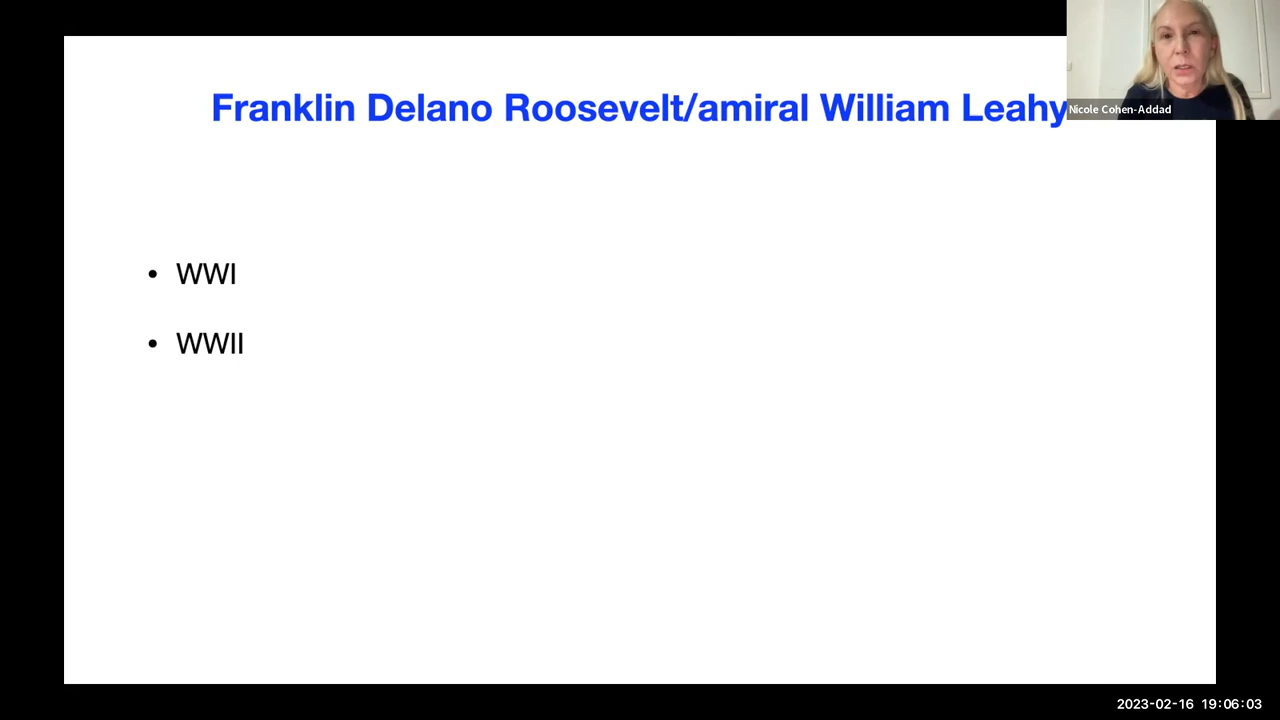 Franklin Delano Roosevelt/amiral William Leahy
Nicole Cohen-Addad
WWI
WWII
2023-02-16 19:06:03